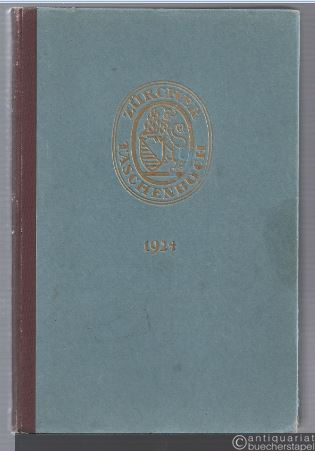 ZÜRCHER
TASCHENBUCH
1924
antiquariat
buecherstapel